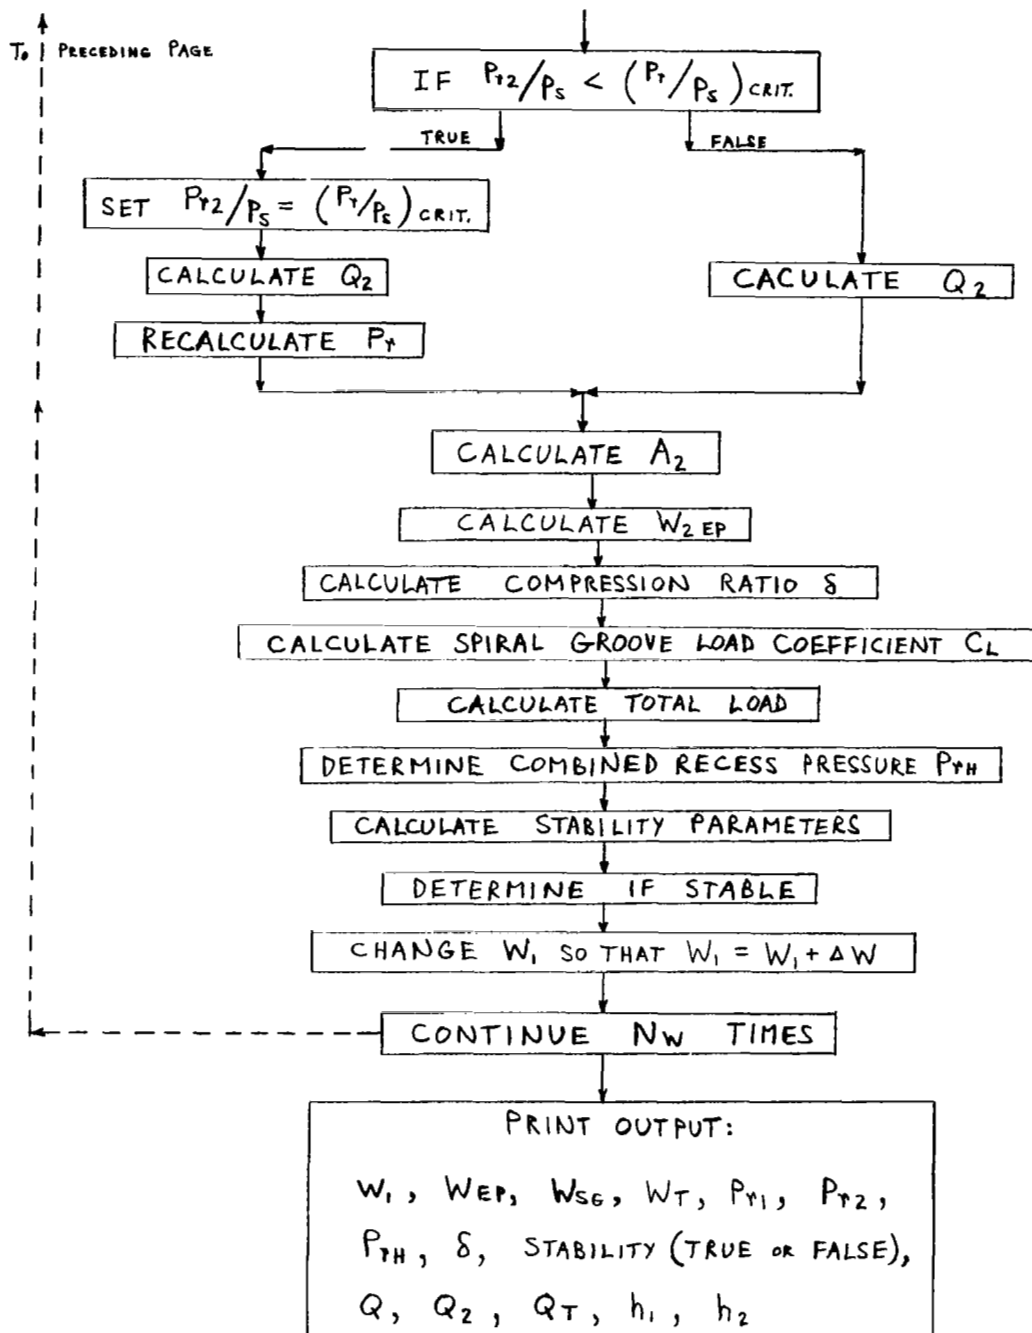 To PRECEDING PAGE
IF Pr2/Ps < (Pr/Ps) CRIT.
TRUE
FALSE
SET Pr2/Ps = (Pr/Ps) CRIT.
CALCULATE Q2
CACULATE Q2
RECALCULATE Pr
CALCULATE A2
CALCULATE W2 EP
CALCULATE COMPRESSION RATIO δ
CALCULATE SPIRAL GROOVE LOAD COEFFICIENT CL
CALCULATE TOTAL LOAD
DETERMINE COMBINED RECESS PRESSURE PrH
CALCULATE STABILITY PARAMETERS
DETERMINE IF STABLE
CHANGE W1 SO THAT W1 = W1 + ΔW
CONTINUE NW TIMES
PRINT OUTPUT:
W1, WEP, WSG, WT, Pr1, Pr2,
PrH, δ, STABILITY (TRUE OR FALSE),
Q, Q2, QT, h1, h2